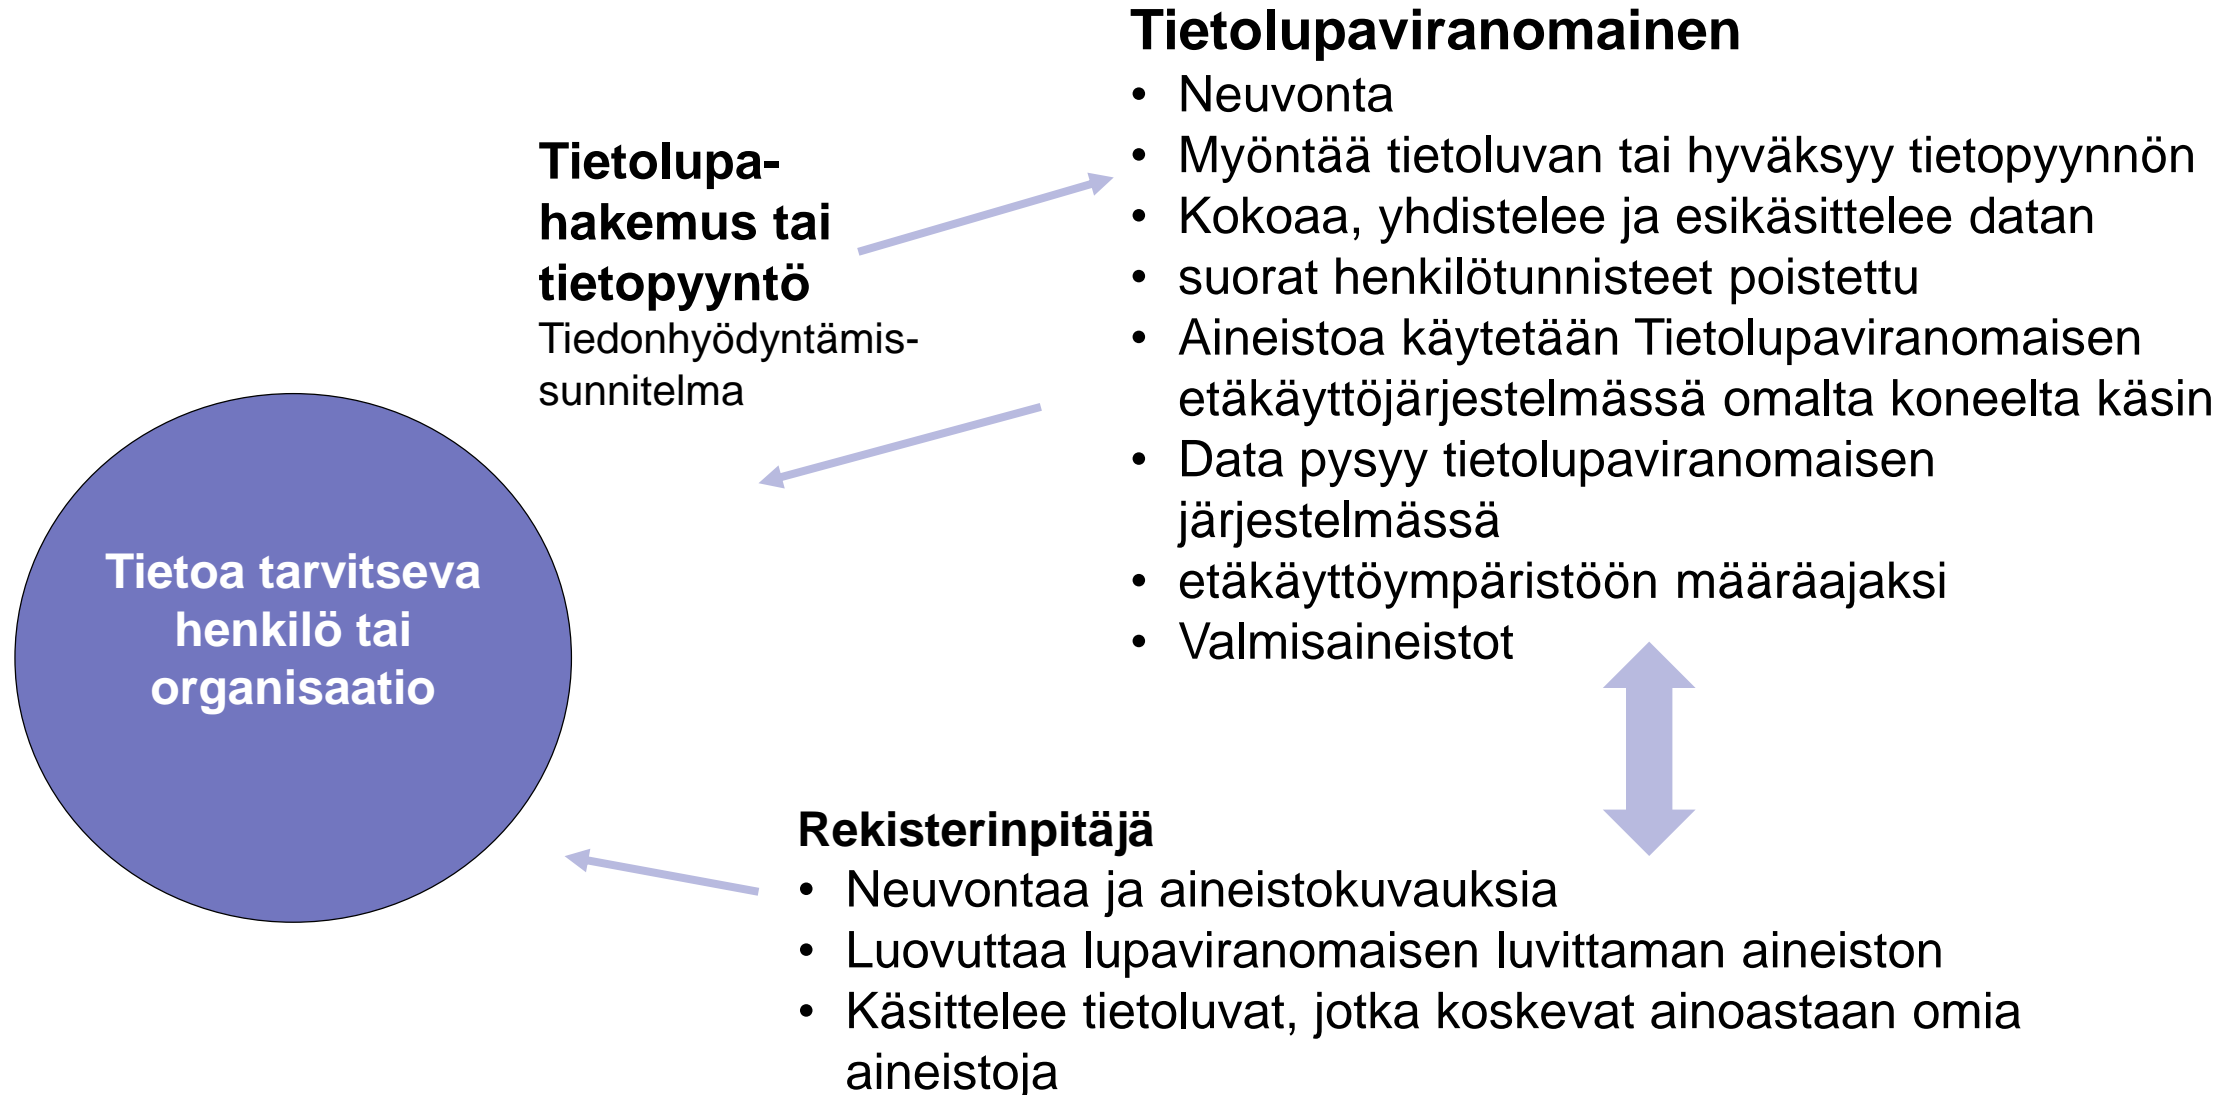 Tietolupaviranomainen
• Neuvonta
• Myöntää tietoluvan tai hyväksyy tietopyynnön
• Kokoaa, yhdistelee ja esikäsittelee datan
• suorat henkilötunnisteet poistettu
• Aineistoa käytetään Tietolupaviranomaisen
etäkäyttöjärjestelmässä omalta koneelta käsin
• Data pysyy tietolupaviranomaisen
järjestelmässä
• etäkäyttöympäristöön määräajaksi
• Valmisaineistot
Tietolupa-
hakemus tai
tietopyyntö
Tiedonhyödyntämis-
sunnitelma
Tietoa tarvitseva
henkilö tai
organisaatio
Rekisterinpitäjä
• Neuvontaa ja aineistokuvauksia
• Luovuttaa lupaviranomaisen luvittaman aineiston
• Käsittelee tietoluvat, jotka koskevat ainoastaan omia
aineistoja